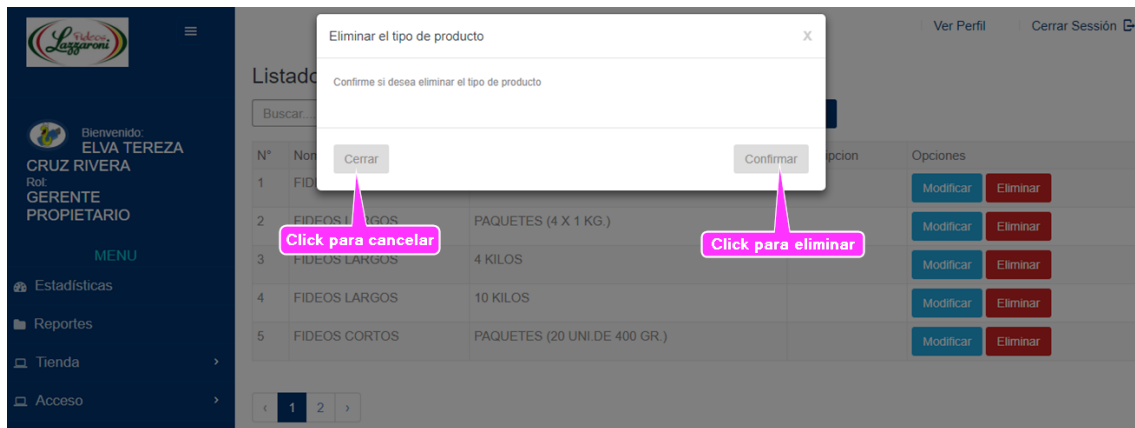 Fideos
Lazzaroni
Eliminar el tipo de producto
X
Ver Perfil
Cerrar Sessión
Confirme si desea eliminar el tipo de producto
Buscar...
Bienvenido:
ELVA TEREZA
CRUZ RIVERA
Rol:
GERENTE
PROPIETARIO
MENU
Estadísticas
Reportes
Tienda
Acceso
Cerrar
Confirmar
Click para cancelar
Click para eliminar
N° Opciones
1 Modificar Eliminar
2 FIDEOS LARGOS PAQUETES (4 X 1 KG.) Modificar Eliminar
3 FIDEOS LARGOS 4 KILOS Modificar Eliminar
4 FIDEOS LARGOS 10 KILOS Modificar Eliminar
5 FIDEOS CORTOS PAQUETES (20 UNI.DE 400 GR.) Modificar Eliminar
‹ 1 2 ›